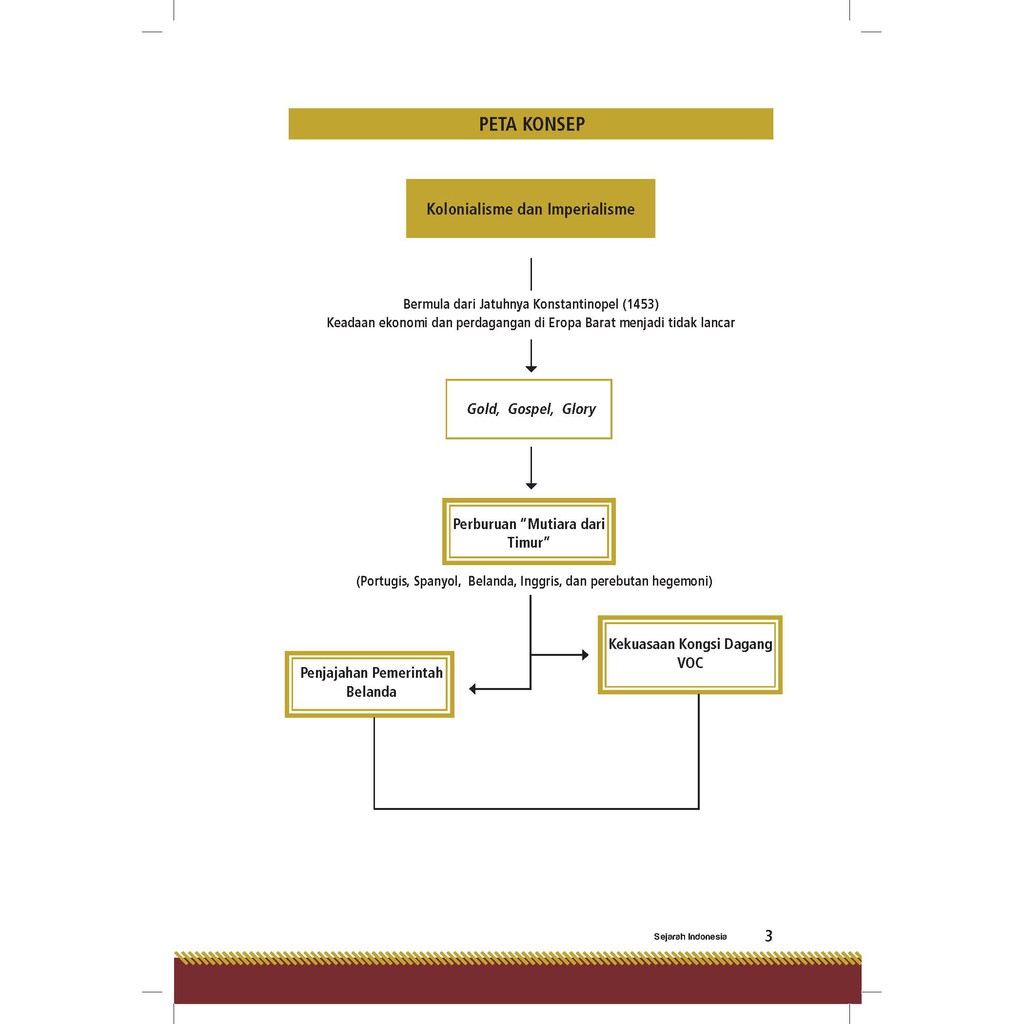 PETA KONSEP
Kolonialisme dan Imperialisme
Bermula dari Jatuhnya Konstantinopel (1453)
Keadaan ekonomi dan perdagangan di Eropa Barat menjadi tidak lancar
Gold, Gospel, Glory
Perburuan “Mutiara dari
Timur”
(Portugis, Spanyol, Belanda, Inggris, dan perebutan hegemoni)
Kekuasaan Kongsi Dagang
VOC
Penjajahan Pemerintah
Belanda
Sejarah Indonesia 3